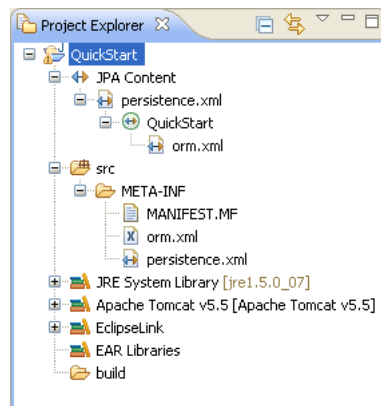 Project Explorer
QuickStart
JPA Content
persistence.xml
QuickStart
orm.xml
src
META-INF
MANIFEST.MF
orm.xml
persistence.xml
JRE System Library [jre1.5.0_07]
Apache Tomcat v5.5 [Apache Tomcat v5.5]
EclipseLink
EAR Libraries
build